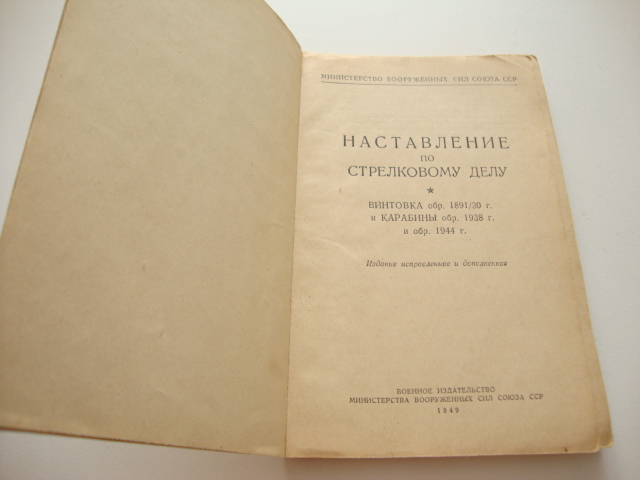 МИНИСТЕРСТВО ВООРУЖЕННЫХ СИЛ СОЮЗА ССР
НАСТАВЛЕНИЕ
ПО
СТРЕЛКОВОМУ ДЕЛУ
★
ВИНТОВКА обр. 1891/30 г.
и КАРАБИНЫ обр. 1938 г.
и обр. 1944 г.
Издание исправленное и дополненное
ВОЕННОЕ ИЗДАТЕЛЬСТВО
МИНИСТЕРСТВА ВООРУЖЕННЫХ СИЛ СОЮЗА ССР
1949